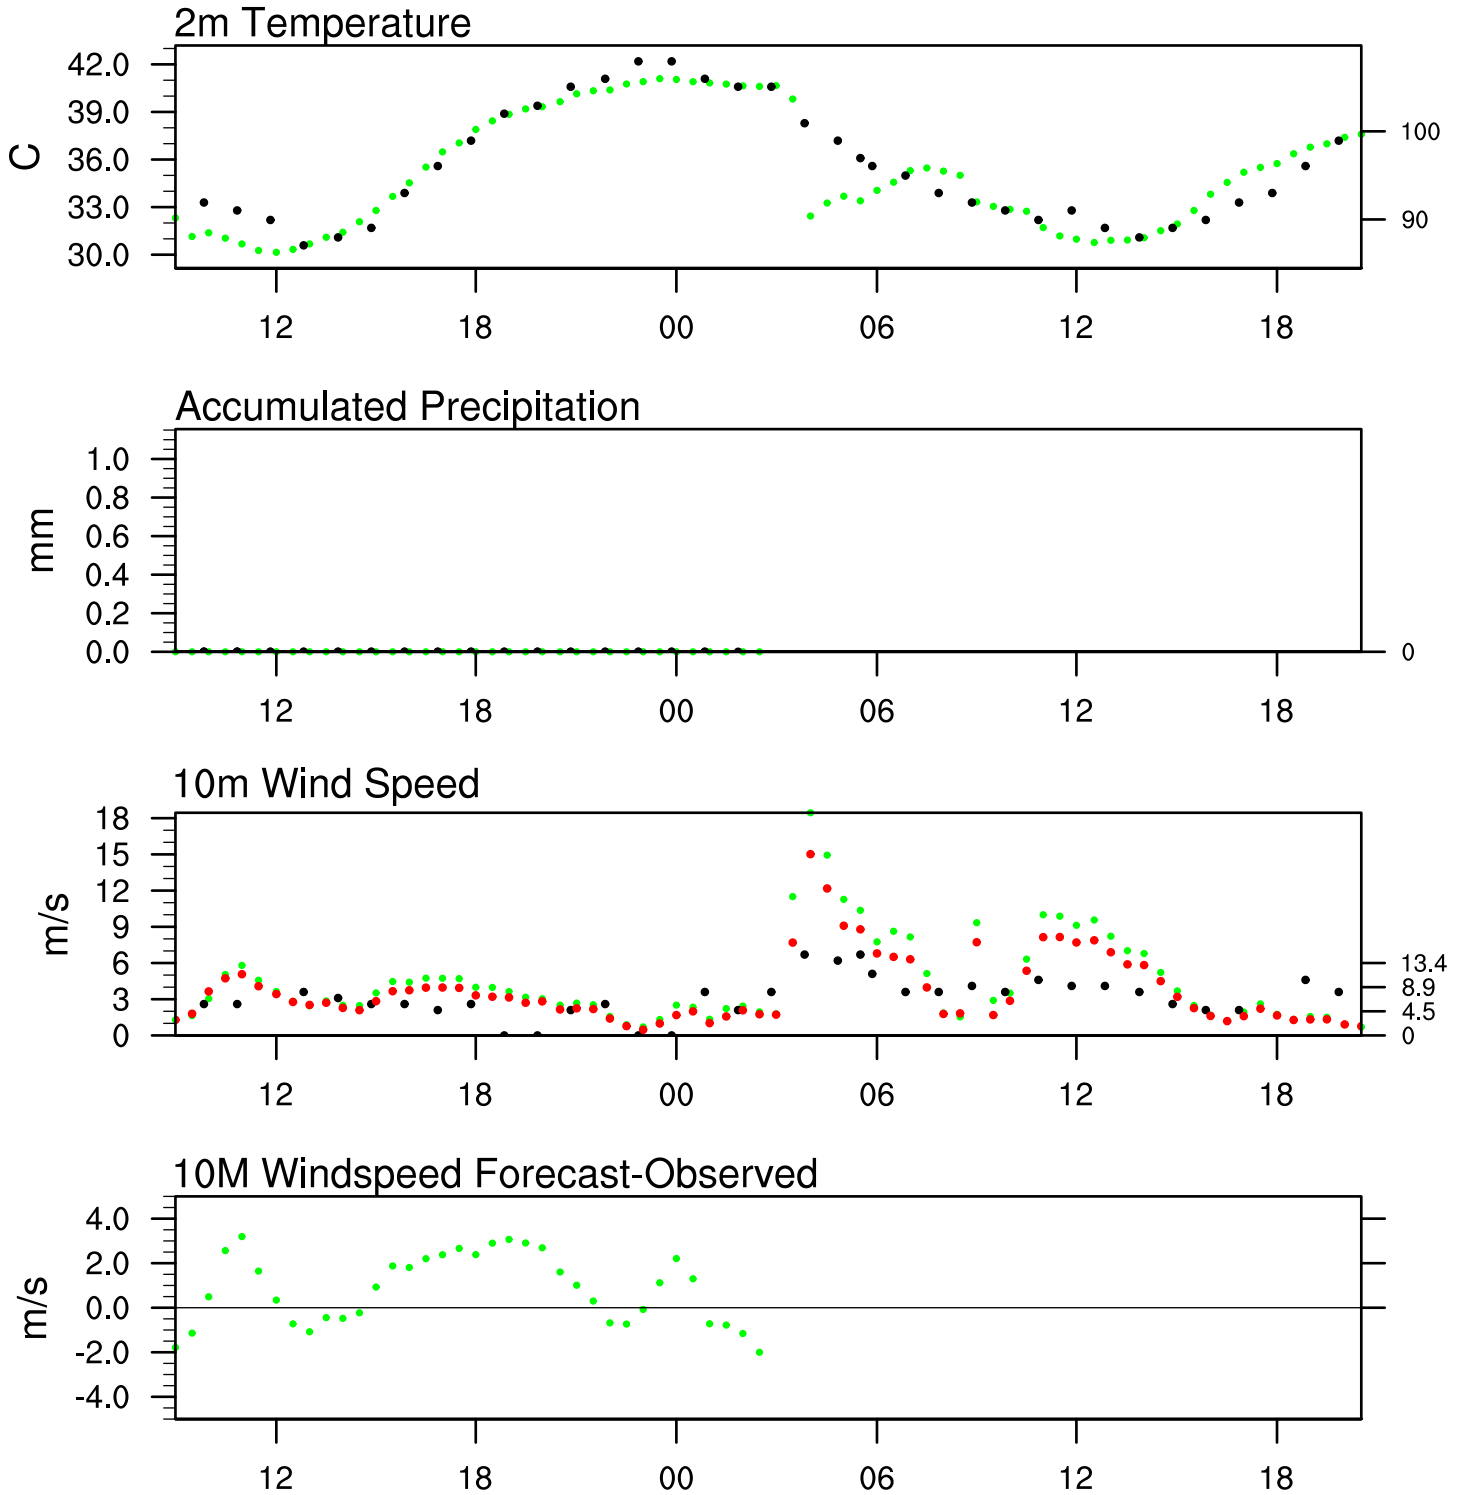 2m Temperature
42.0
39.0
36.0
33.0
30.0
C
100
90
12 18 00 06 12 18
Accumulated Precipitation
1.0
0.8
0.6
0.4
0.2
0.0
mm
0
12 18 00 06 12 18
10m Wind Speed
18
15
12
9
6
3
0
m/s
13.4
8.9
4.5
0
12 18 00 06 12 18
10M Windspeed Forecast-Observed
4.0
2.0
0.0
-2.0
-4.0
m/s
12 18 00 06 12 18